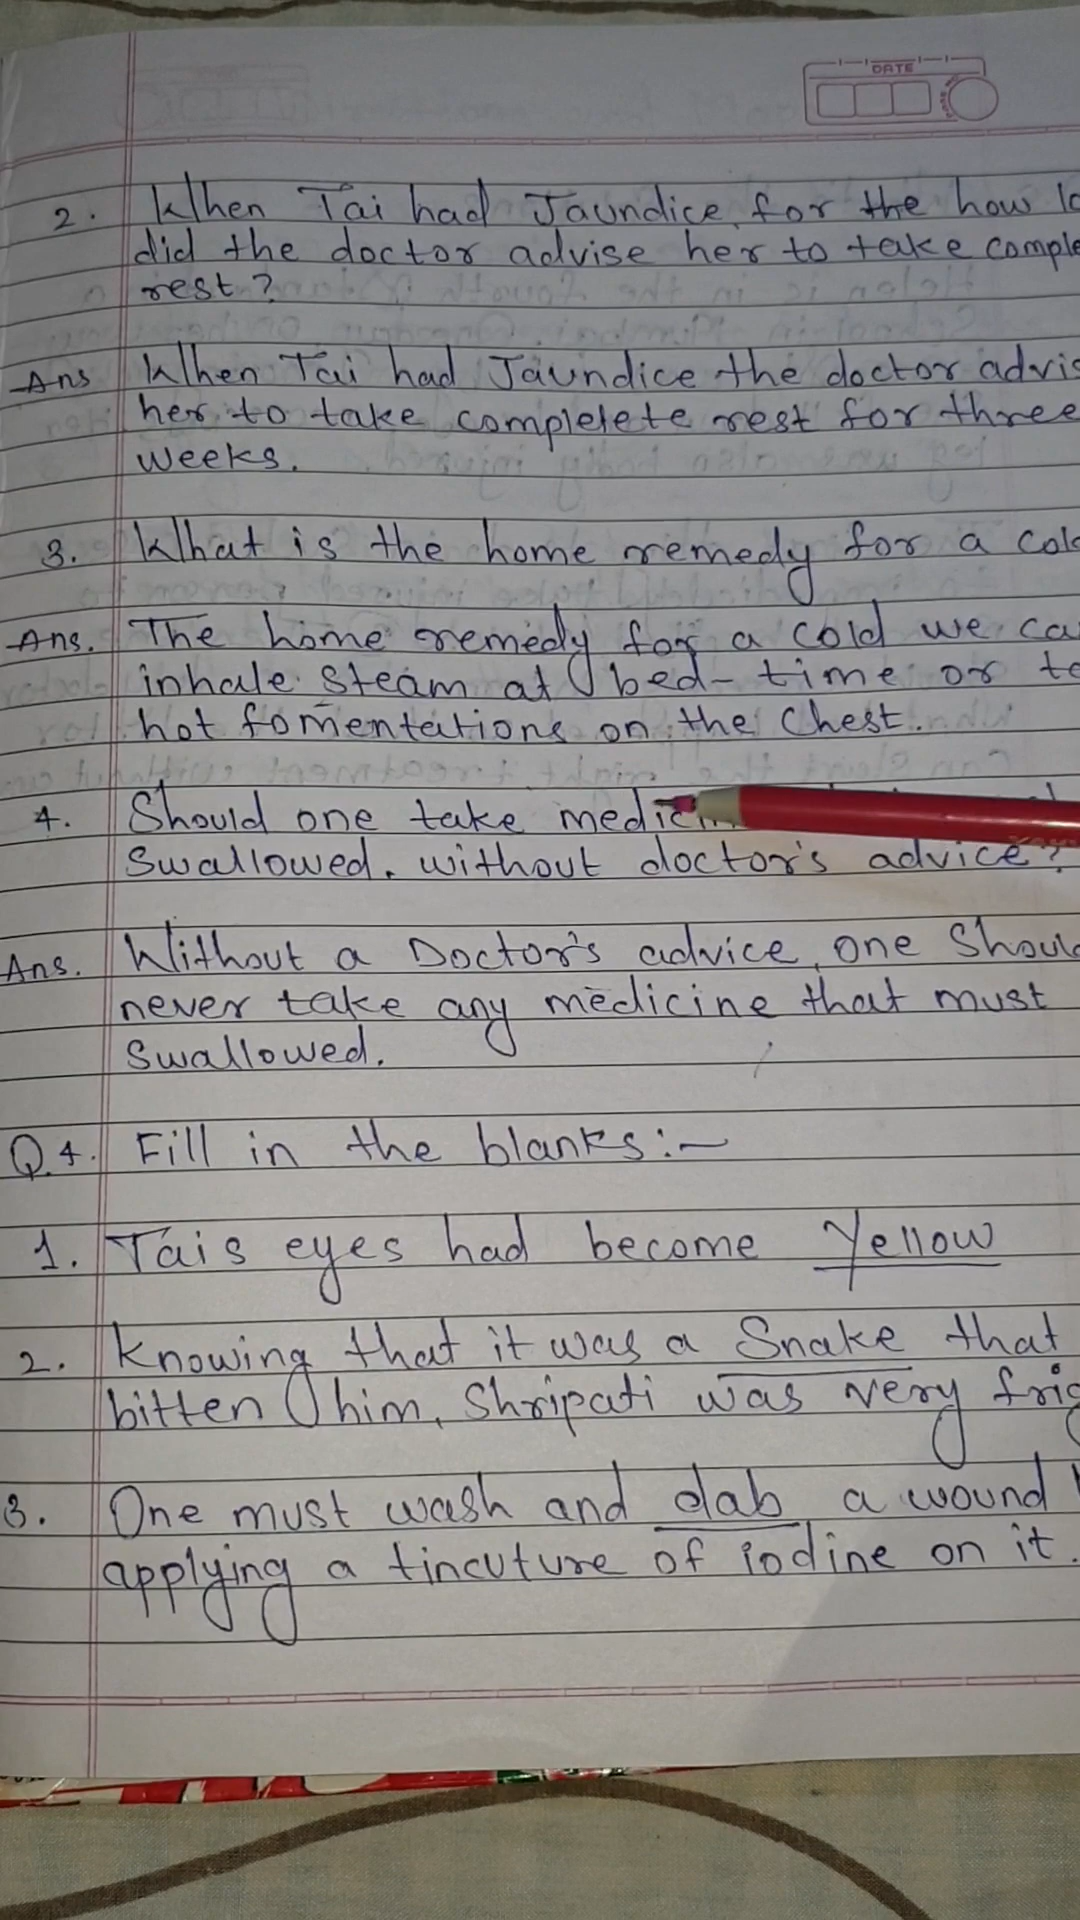 DATE
2. When Tai had Jaundice for the how
did the doctor advise her to take
rest?
Ans When Tai had Jaundice the doctor
her to take compleete rest for three
weeks.
3. What is the home remedy for a
Ans. The home remedy for a cold we
inhale steam at bed-time or
hot fomentations on the Chest.
4. Should one take
Swallowed. without doctor's advice?
Ans. Without a Doctor's advice, one
never take any medicine that must
Swallowed.
Q.4. Fill in the blanks:-
1. Tais eyes had become Yellow
2. Knowing that it was a Snake that
bitten him, Shripati was very
3. One must wash and dab a wound
applying a tincuture of iodine on it.